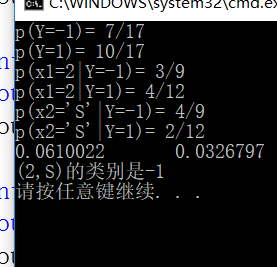 C:\WINDOWS\system32\cmd.exe
p(Y=-1)= 7/17
p(Y=1)= 10/17
p(x1=2|Y=-1)= 3/9
p(x1=2|Y=1)= 4/12
p(x2='S'|Y=-1)= 4/9
p(x2='S'|Y=1)= 2/12
0.0610022 0.0326797
(2,S)的类别是-1
请按任意键继续. . .